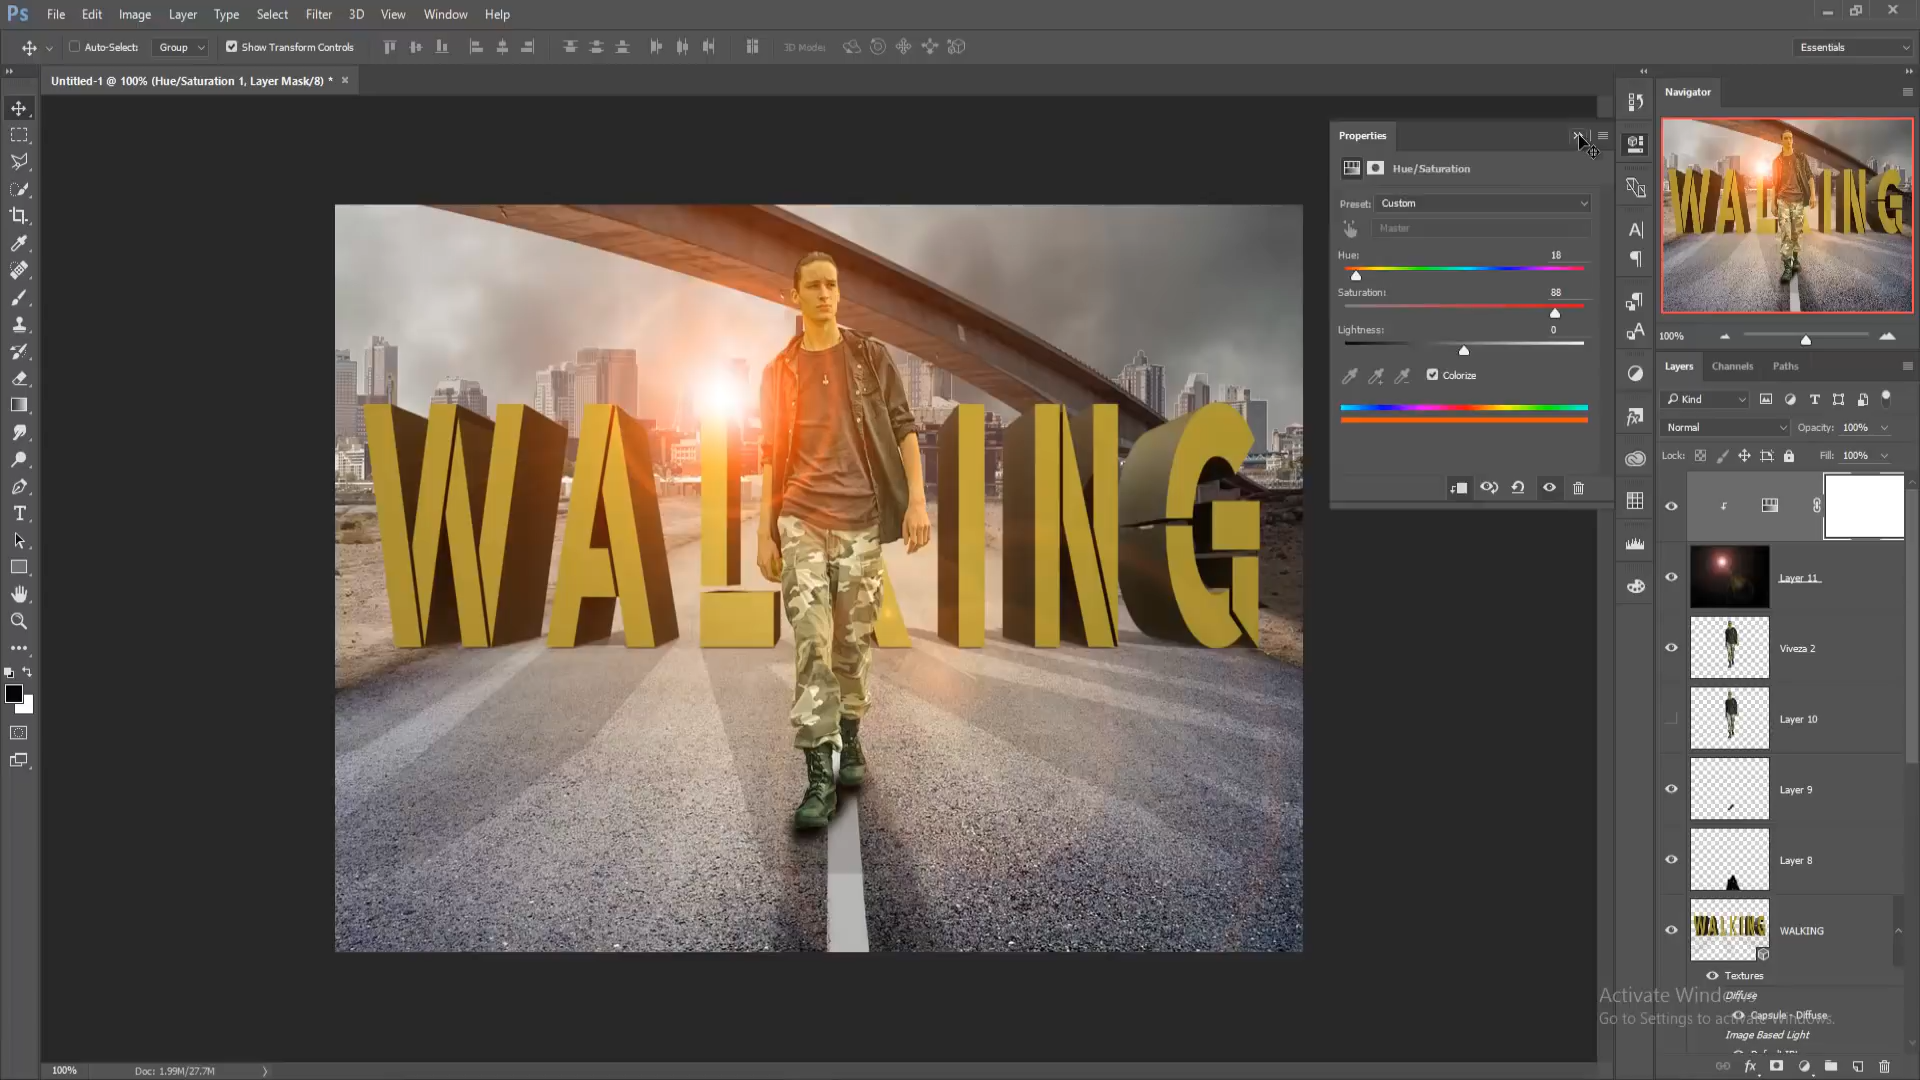 Ps File Edit Image Layer Type Select Filter 3D View Window Help
Auto-Select: Group Show Transform Controls 3D Mode: Essentials
Untitled-1 @ 100% (Hue/Saturation 1, Layer Mask/8) *
Navigator
Properties
Hue/Saturation
Preset: Custom
Master
Hue: 18
Saturation: 88
Lightness: 0
Colorize
WALKING
100%
Layers Channels Paths
Kind
Normal Opacity: 100%
Lock: Fill: 100%
Layer 11
Viveza 2
Layer 10
Layer 9
Layer 8
WALKING
Textures
Diffuse
Capsule - Diffuse
Image Based Light
Activate Windows
Go to Settings to activate Windows.
100% Doc: 1.99M/27.7M